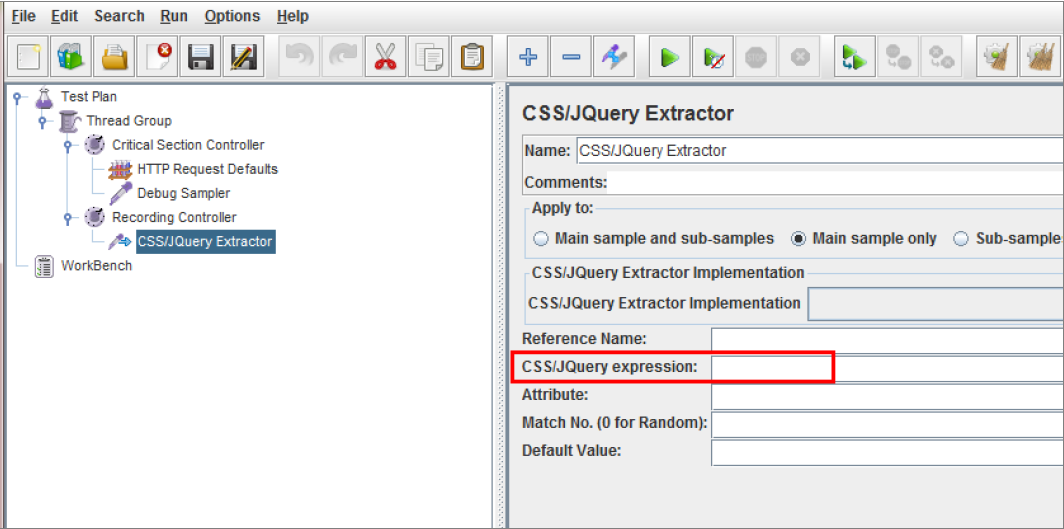 File Edit Search Run Options Help
Test Plan
Thread Group
Critical Section Controller
HTTP Request Defaults
Debug Sampler
Recording Controller
CSS/JQuery Extractor
WorkBench
CSS/JQuery Extractor
Name: CSS/JQuery Extractor
Comments:
Apply to:
Main sample and sub-samples Main sample only Sub-sample
CSS/JQuery Extractor Implementation
CSS/JQuery Extractor Implementation
Reference Name:
CSS/JQuery expression:
Attribute:
Match No. (0 for Random):
Default Value: